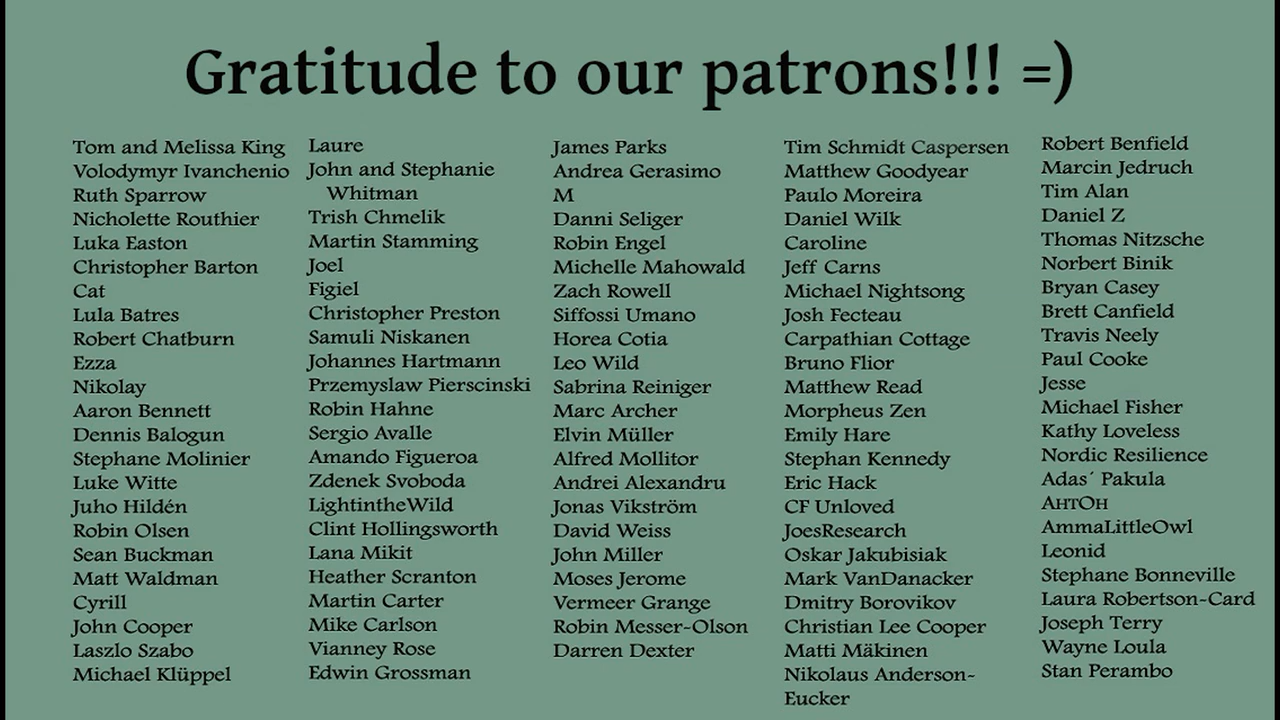 Gratitude to our patrons!!! =)
Tom and Melissa King
Volodymyr Ivanchenio
Ruth Sparrow
Nicholette Routhier
Luka Easton
Christopher Barton
Cat
Lula Batres
Robert Chatburn
Ezza
Nikolay
Aaron Bennett
Dennis Balogun
Stephane Molinier
Luke Witte
Juho Hildén
Robin Olsen
Sean Buckman
Matt Waldman
Cyrill
John Cooper
Laszlo Szabo
Michael Klüppel
Laure
John and Stephanie
Whitman
Trish Chmelik
Martin Stamming
Joel
Figiel
Christopher Preston
Samuli Niskanen
Johannes Hartmann
Przemyslaw Pierscinski
Robin Hahne
Sergio Avalle
Amando Figueroa
Zdenek Svoboda
LightintheWild
Clint Hollingsworth
Lana Mikit
Heather Scranton
Martin Carter
Mike Carlson
Vianney Rose
Edwin Grossman
James Parks
Andrea Gerasimo
M
Danni Seliger
Robin Engel
Michelle Mahowald
Zach Rowell
Siffossi Umano
Horea Cotia
Leo Wild
Sabrina Reiniger
Marc Archer
Elvin Müller
Alfred Mollitor
Andrei Alexandru
Jonas Vikström
David Weiss
John Miller
Moses Jerome
Vermeer Grange
Robin Messer-Olson
Darren Dexter
Tim Schmidt Caspersen
Matthew Goodyear
Paulo Moreira
Daniel Wilk
Caroline
Jeff Carns
Michael Nightsong
Josh Fecteau
Carpathian Cottage
Bruno Flior
Matthew Read
Morpheus Zen
Emily Hare
Stephan Kennedy
Eric Hack
CF Unloved
JoesResearch
Oskar Jakubisiak
Mark VanDanacker
Dmitry Borovikov
Christian Lee Cooper
Matti Mäkinen
Nikolaus Anderson-
Eucker
Robert Benfield
Marcin Jedruch
Tim Alan
Daniel Z
Thomas Nitzsche
Norbert Binik
Bryan Casey
Brett Canfield
Travis Neely
Paul Cooke
Jesse
Michael Fisher
Kathy Loveless
Nordic Resilience
Adas´ Pakula
Антон
AmmaLittleOwl
Leonid
Stephane Bonneville
Laura Robertson-Card
Joseph Terry
Wayne Loula
Stan Perambo